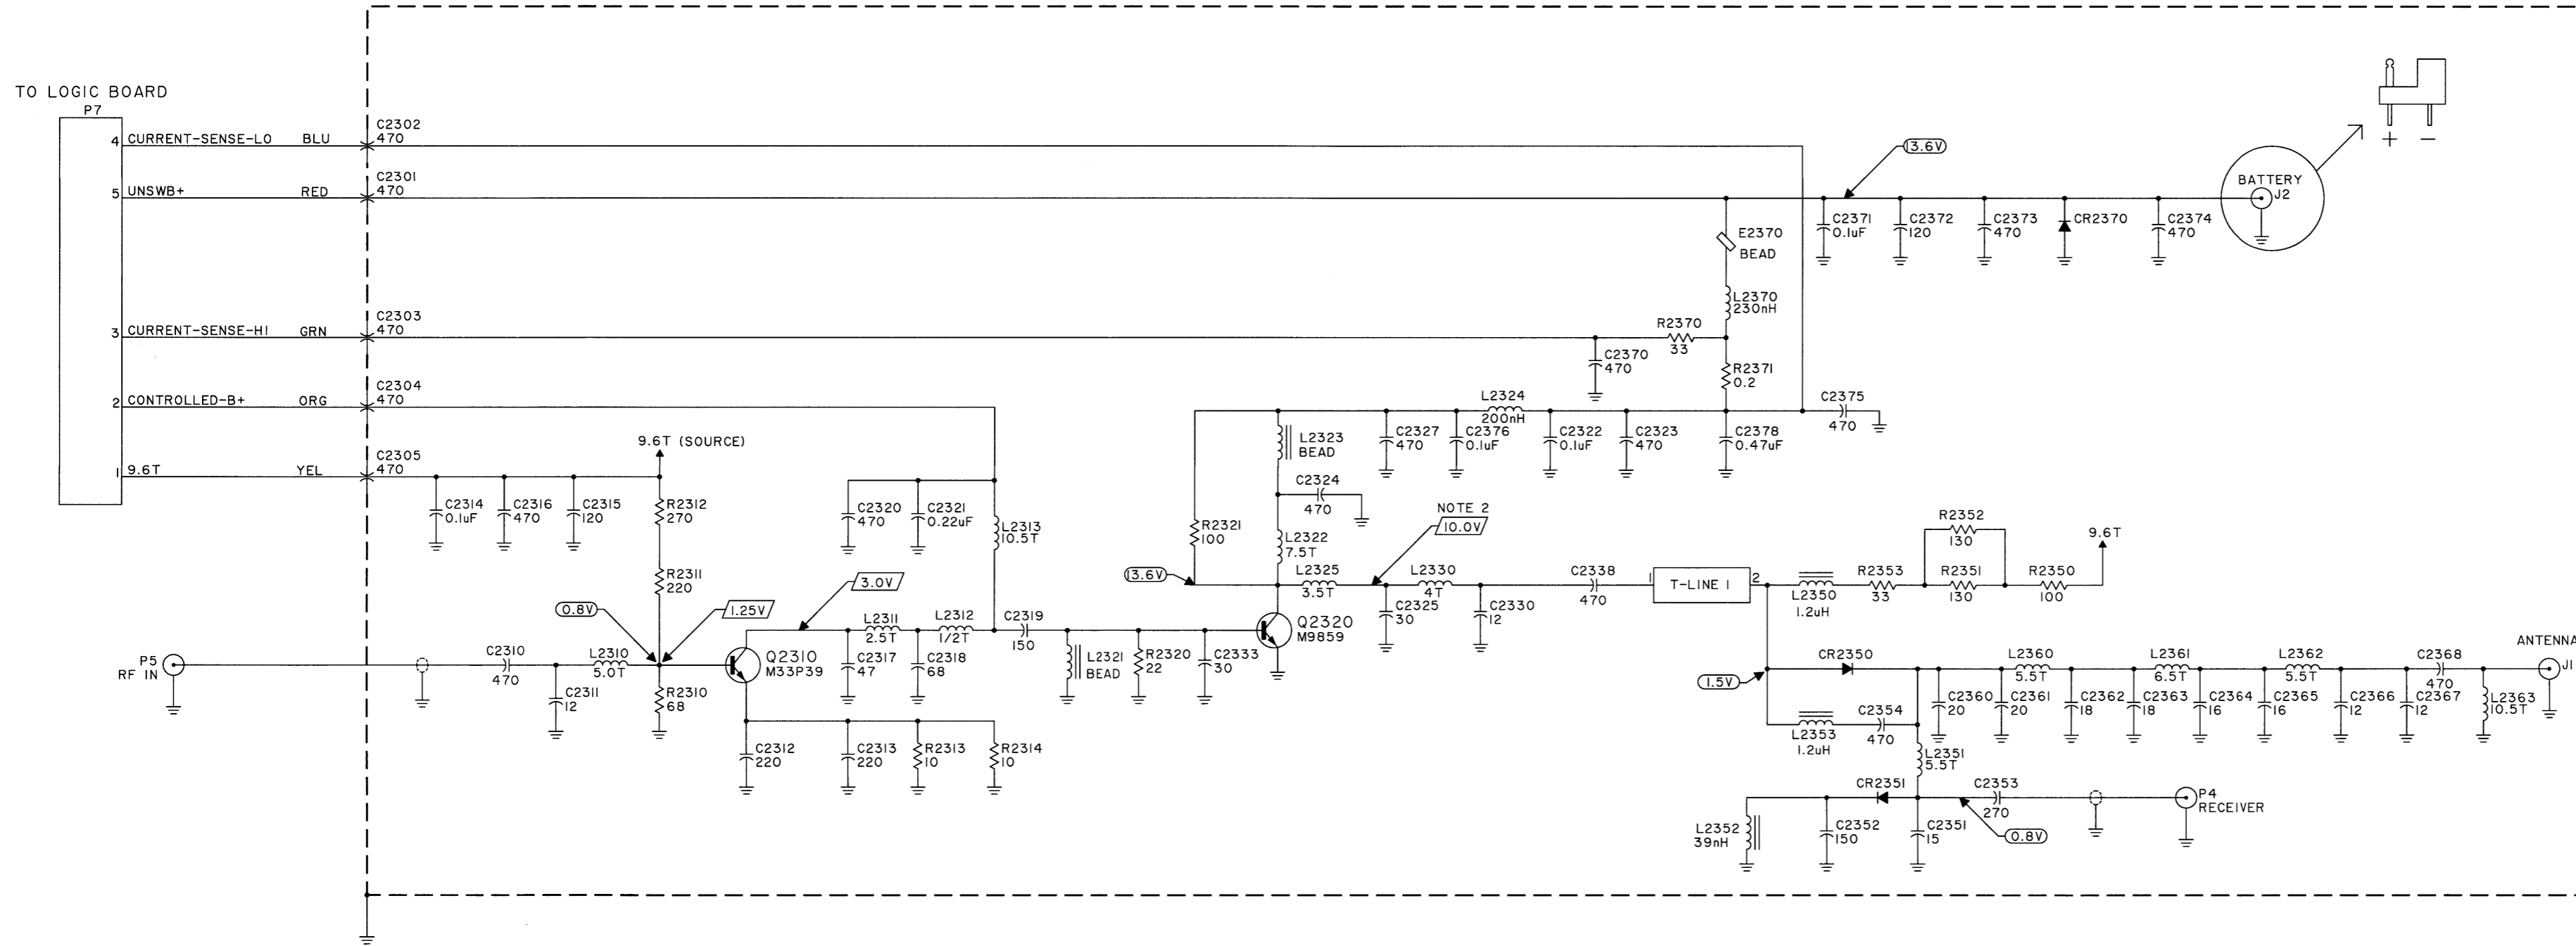 TO LOGIC BOARD
P7
4 CURRENT-SENSE-LO BLU
C2302
470
5 UNSWB+ RED
C2301
470
3 CURRENT-SENSE-HI GRN
C2303
470
2 CONTROLLED-B+ ORG
C2304
470
1 9.6T YEL
C2305
470
9.6T (SOURCE)
C2314
0.1uF
C2316
470
C2315
120
R2312
270
R2311
220
0.8V
1.25V
3.0V
P5
RF IN
C2310
470
C2311
12
L2310
5.0T
R2310
68
Q2310
M33P39
C2312
220
C2313
220
R2313
10
R2314
10
C2317
47
C2318
68
L2311
2.5T
L2312
1/2T
C2320
470
C2321
0.22uF
L2313
10.5T
C2319
150
L2321
BEAD
R2320
22
C2333
30
Q2320
M9859
13.6V
R2321
100
L2323
BEAD
C2324
470
L2322
7.5T
L2325
3.5T
NOTE 2
10.0V
C2325
30
L2330
4T
C2330
12
C2338
470
C2327
470
C2376
0.1uF
L2324
200nH
C2322
0.1uF
C2323
470
C2378
0.47uF
C2375
470
C2370
470
R2370
33
R2371
0.2
L2370
230nH
E2370
BEAD
13.6V
C2371
0.1uF
C2372
120
C2373
470
CR2370
C2374
470
BATTERY
J2
+ −
1 T-LINE 1 2
L2350
1.2uH
R2353
33
R2352
130
R2351
130
R2350
100
9.6T
1.5V
CR2350
L2353
1.2uH
C2354
470
L2351
5.5T
C2360
20
C2361
20
L2360
5.5T
C2362
18
C2363
18
L2361
6.5T
C2364
16
C2365
16
L2362
5.5T
C2366
12
C2367
12
C2368
470
L2363
10.5T
ANTENNA
J1
L2352
39nH
C2352
150
CR2351
C2351
15
C2353
270
0.8V
P4
RECEIVER